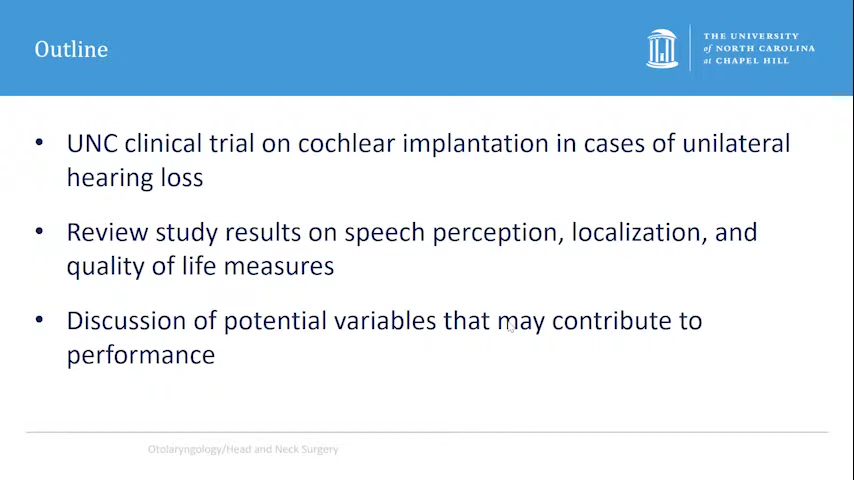 Outline
THE UNIVERSITY
of NORTH CAROLINA
at CHAPEL HILL
• UNC clinical trial on cochlear implantation in cases of unilateral
hearing loss
• Review study results on speech perception, localization, and
quality of life measures
• Discussion of potential variables that may contribute to
performance
Otolaryngology/Head and Neck Surgery